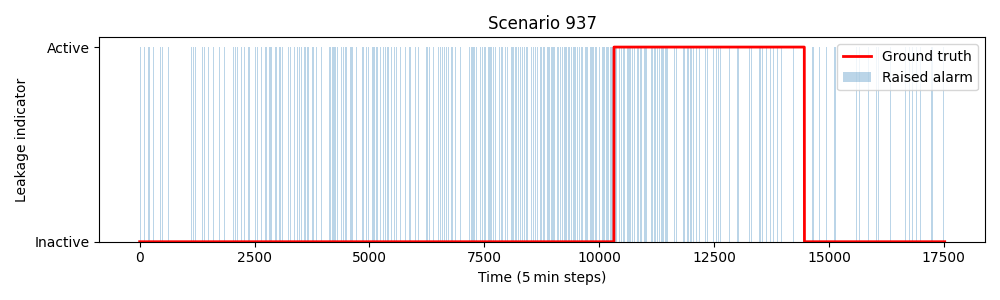 Scenario 937
Active
Inactive
Leakage indicator
Ground truth
Raised alarm
0
2500
5000
7500
10000
12500
15000
17500
Time (5 min steps)